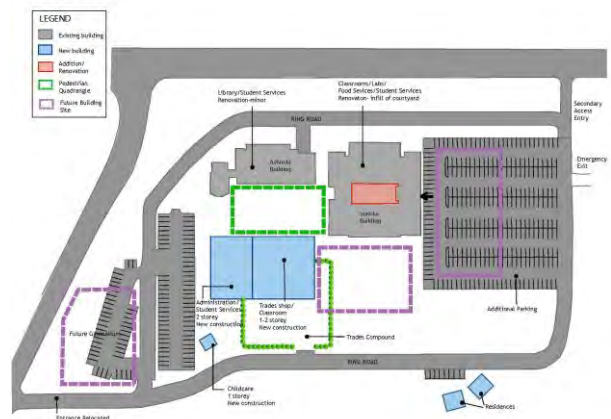 LEGEND
Existing building
New building
Addition/
Renovation
Pedestrian
Quadrangle
Future Building
Site
Library/Student Services
Renovation-minor
Classrooms/Labs/
Food Services/Student Services
Renovaton- Infill of courtyard
Secondary
Access
Entry
RING ROAD
Emergency
Exit
Building
Building
Administration/
Student Services
2 storey
New construction
Trades shop/
Classroom
1-2 storey
New construction
Additional Parking
Trades Compound
RING ROAD
Childcare
1 storey
New construction
Residences
Entrance Relocated